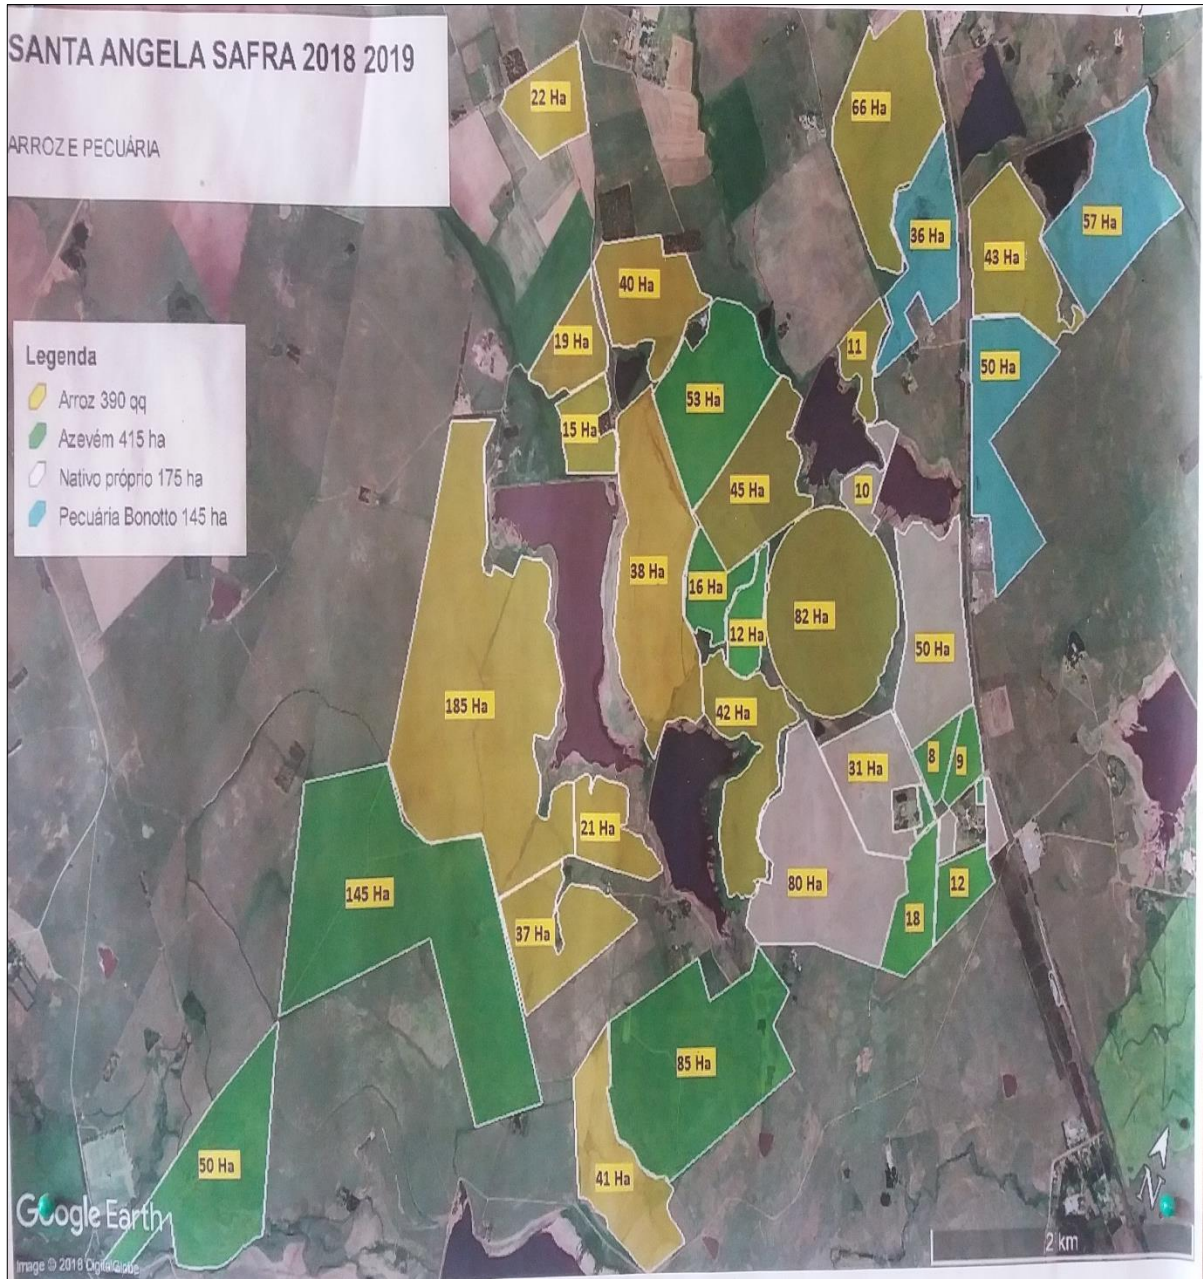 SANTA ANGELA SAFRA 2018 2019
ARROZ E PECUÁRIA
22 Ha
66 Ha
36 Ha
57 Ha
43 Ha
40 Ha
19 Ha
11
50 Ha
Legenda
Arroz 390 qq
Azevém 415 ha
Nativo próprio 175 ha
Pecuária Bonotto 145 ha
53 Ha
15 Ha
45 Ha
10
38 Ha
16 Ha
82 Ha
12 Ha
50 Ha
185 Ha
42 Ha
8
9
31 Ha
21 Ha
145 Ha
80 Ha
12
18
37 Ha
85 Ha
50 Ha
41 Ha
Google Earth
Image © 2018 DigitalGlobe
2 km
N